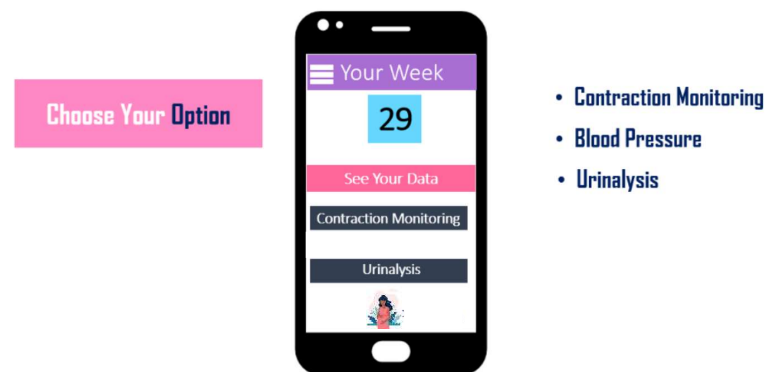 Choose Your Option
Your Week
29
See Your Data
Contraction Monitoring
Urinalysis
• Contraction Monitoring
• Blood Pressure
• Urinalysis